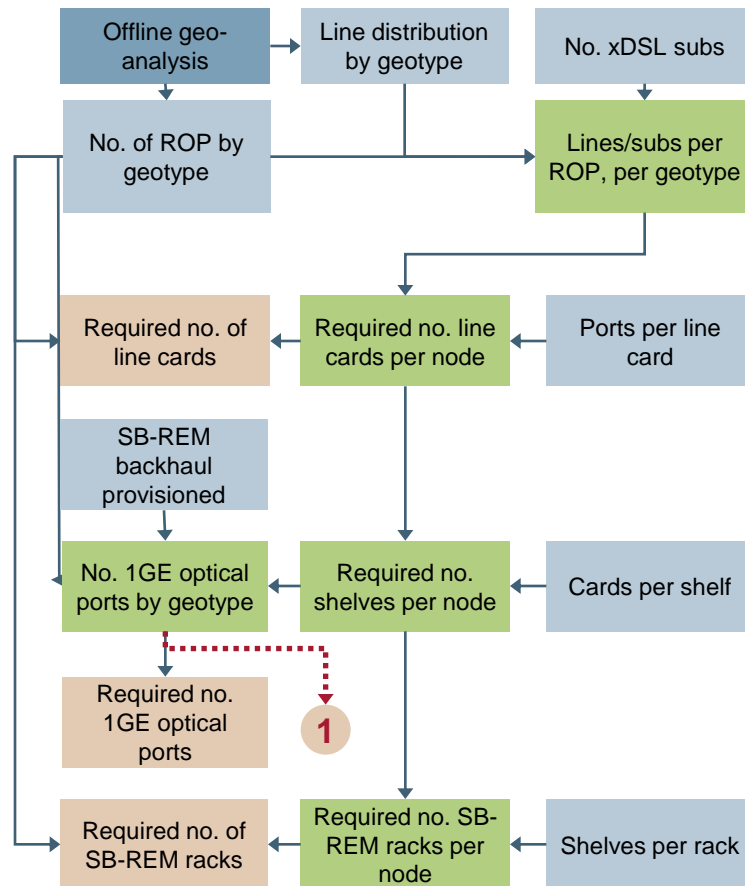 Offline geo-
analysis
Line distribution
by geotype
No. xDSL subs
No. of ROP by
geotype
Lines/subs per
ROP, per geotype
Required no. of
line cards
Required no. line
cards per node
Ports per line
card
SB-REM
backhaul
provisioned
No. 1GE optical
ports by geotype
Required no.
shelves per node
Cards per shelf
Required no.
1GE optical
ports
1
Required no. of
SB-REM racks
Required no. SB-
REM racks per
node
Shelves per rack